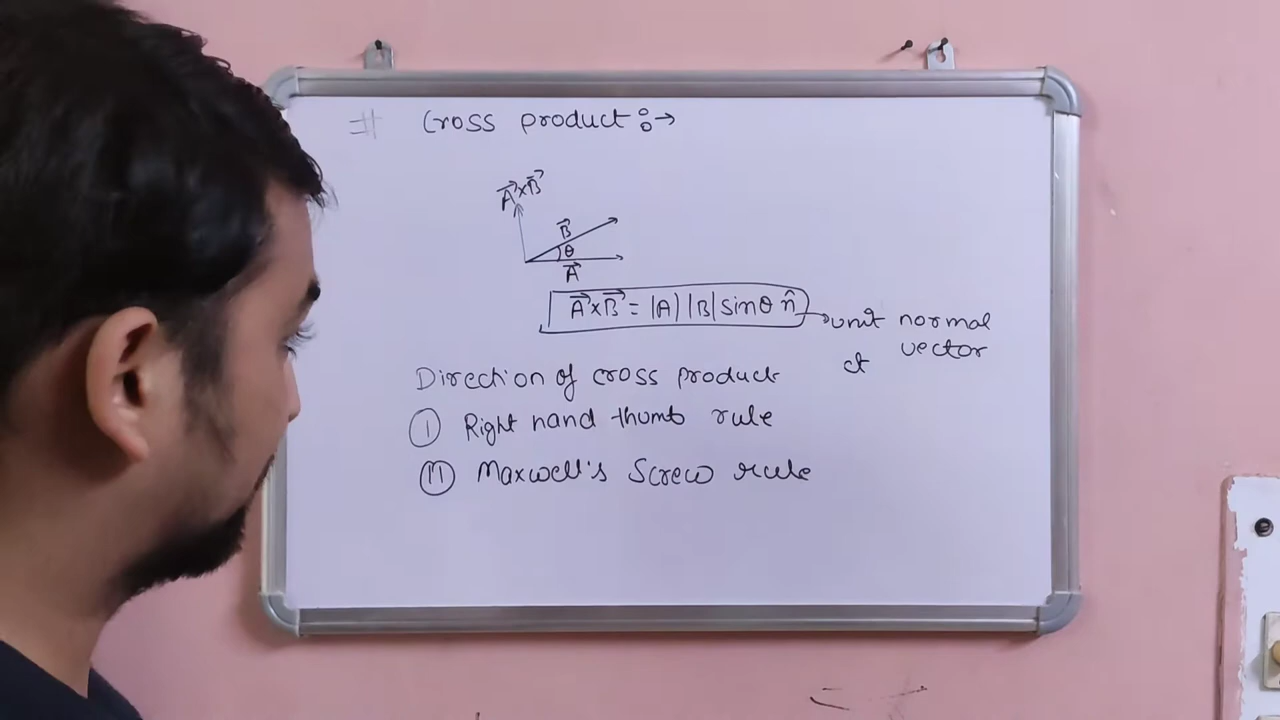 # Cross product :→
A⃗×B⃗
B⃗
θ
A⃗
A⃗×B⃗ = |A| |B| sinθ n̂ → unit normal
vector
Direction of cross product
I Right hand thumb rule
II Maxwell's Screw rule